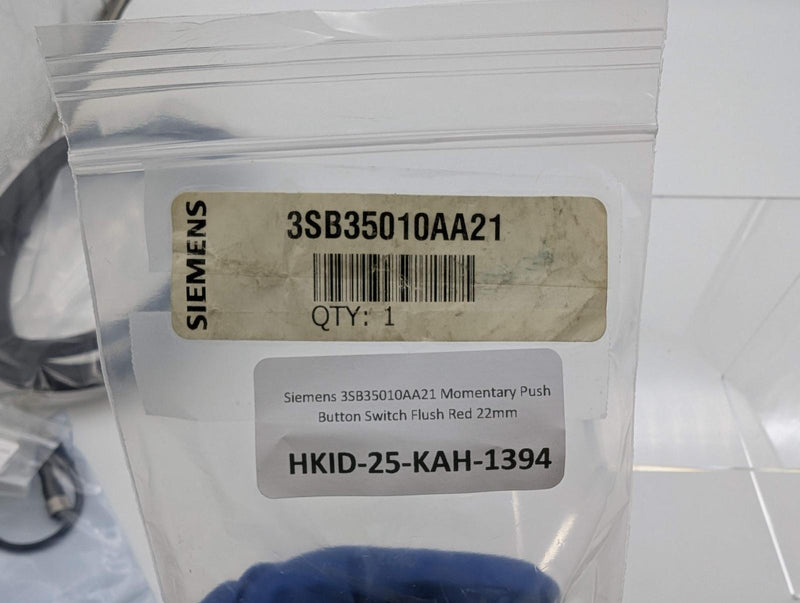 SIEMENS
3SB35010AA21
QTY: 1
Siemens 3SB35010AA21 Momentary Push
Button Switch Flush Red 22mm
HKID-25-KAH-1394